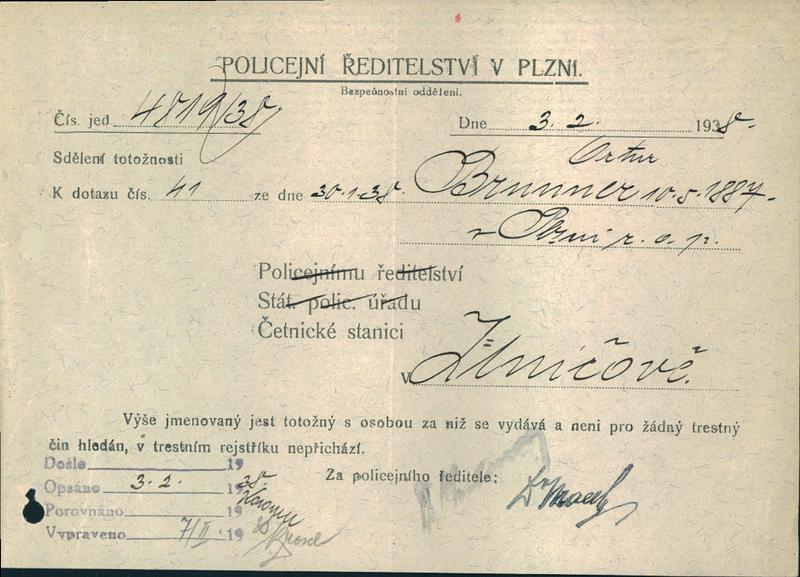 POLICEJNÍ ŘEDITELSTVÍ V PLZNI.
Bezpečnostní oddělení.
Čís. jed 4819/38 Dne 3. 2. 1938.
Sdělení totožnosti Artur
K dotazu čís. 41 ze dne 30.1.38. Brunner 10.5.1887
v Plzni r. o. p.
Policejnímu ředitelství
Stát. polic. úřadu
Četnické stanici
v
Výše jmenovaný jest totožný s osobou za niž se vydává a neni pro žádný trestný
čin hledán, v trestním rejstříku nepřichází.
Došlo 19
Za policejního ředitele:
Opsáno 3. 2. 1938.
Porovnáno 19
Vypraveno 7/II. 19